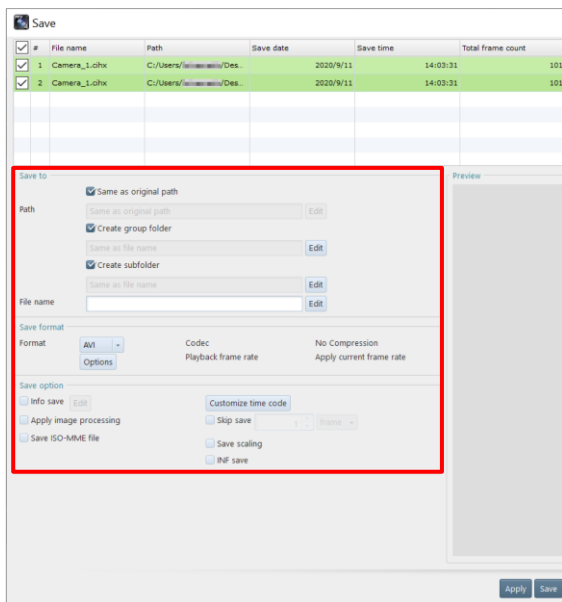 Save
# File name Path Save date Save time Total frame count
1 Camera_1.cihx C:/Users/ /Des.. 2020/9/11 14:03:31 101
2 Camera_1.cihx C:/Users/ /Des.. 2020/9/11 14:03:31 101
Save to
Preview
Same as original path
Path Same as original path Edit
Create group folder
Same as file name Edit
Create subfolder
Same as file name Edit
File name Edit
Save format
Format AVI Codec No Compression
Options Playback frame rate Apply current frame rate
Save option
Info save Edit Customize time code
Apply image processing Skip save 1 frame
Save ISO-MME file Save scaling
INF save
Apply Save